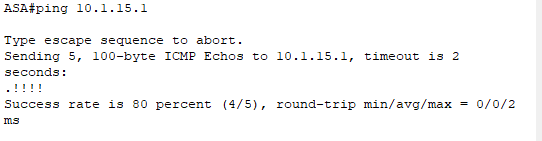 ASA#ping 10.1.15.1
Type escape sequence to abort.
Sending 5, 100-byte ICMP Echos to 10.1.15.1, timeout is 2
seconds:
.!!!!
Success rate is 80 percent (4/5), round-trip min/avg/max = 0/0/2
ms